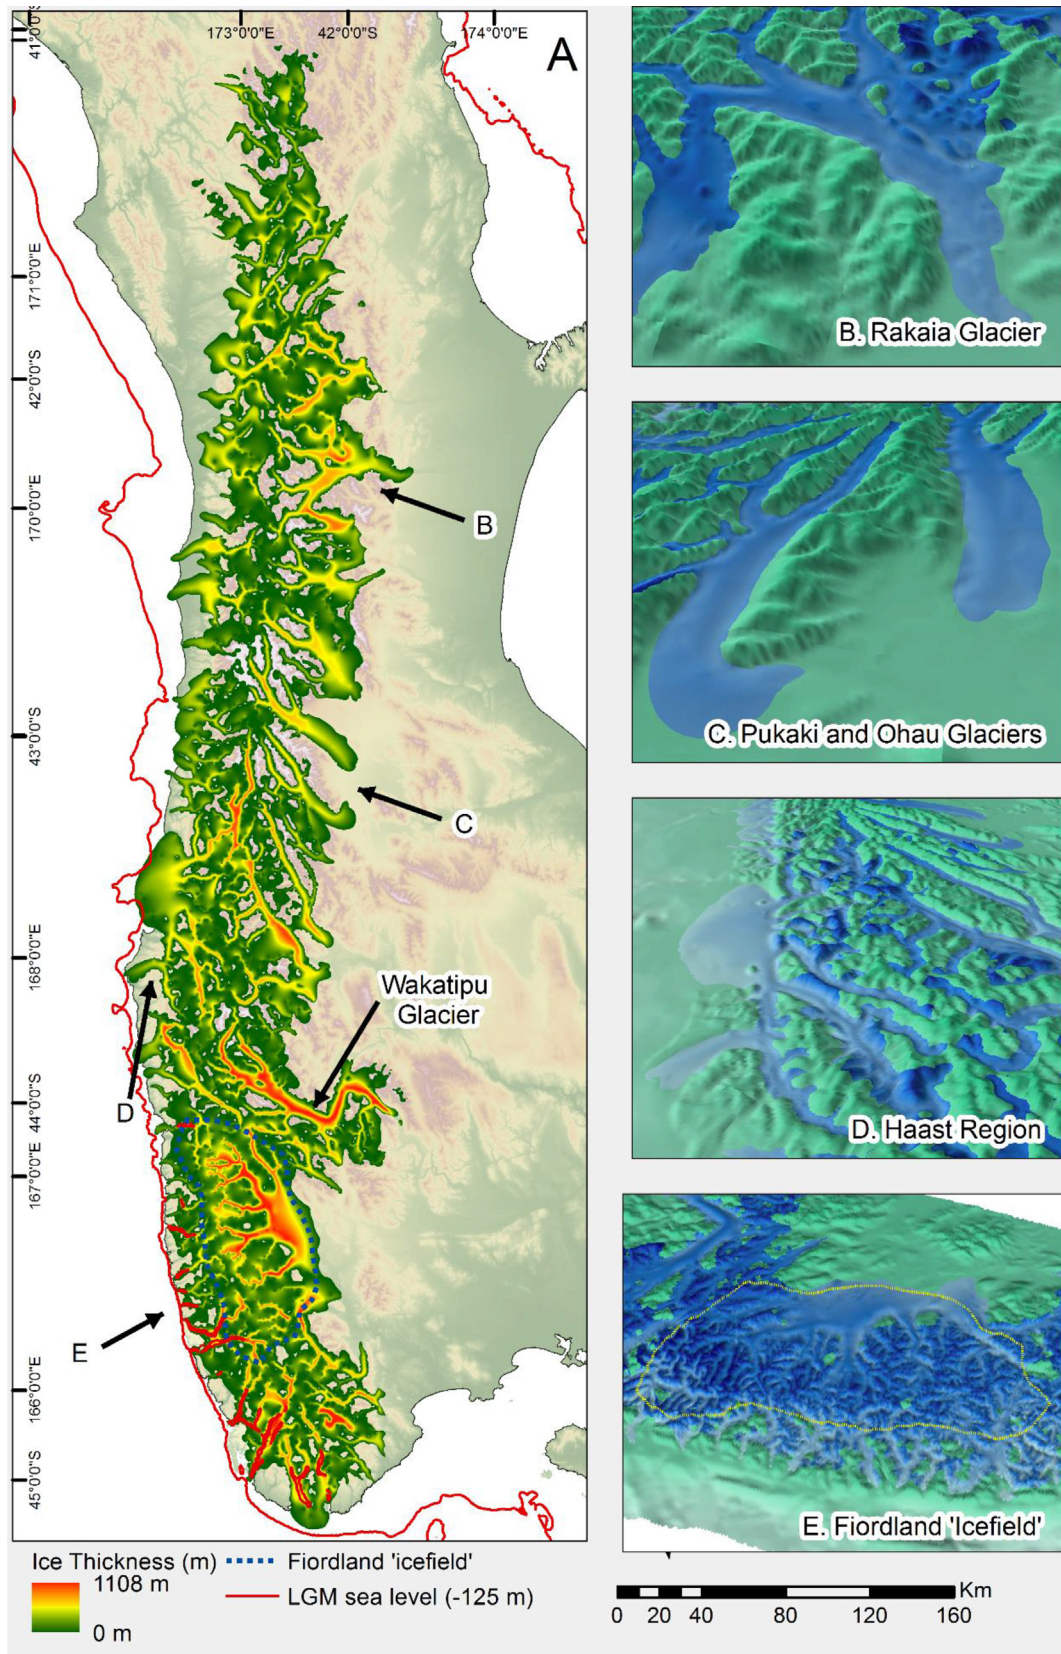 41°0'0"S
173°0'0"E
42°0'0"S
174°0'0"E
A
171°0'0"E
42°0'0"S
170°0'0"E
43°0'0"S
168°0'0"E
44°0'0"S
167°0'0"E
166°0'0"E
45°0'0"S
B
C
Wakatipu
Glacier
D
E
B. Rakaia Glacier
C. Pukaki and Ohau Glaciers
D. Haast Region
E. Fiordland 'Icefield'
Ice Thickness (m)
1108 m
0 m
Fiordland 'icefield'
LGM sea level (-125 m)
Km
0 20 40 80 120 160